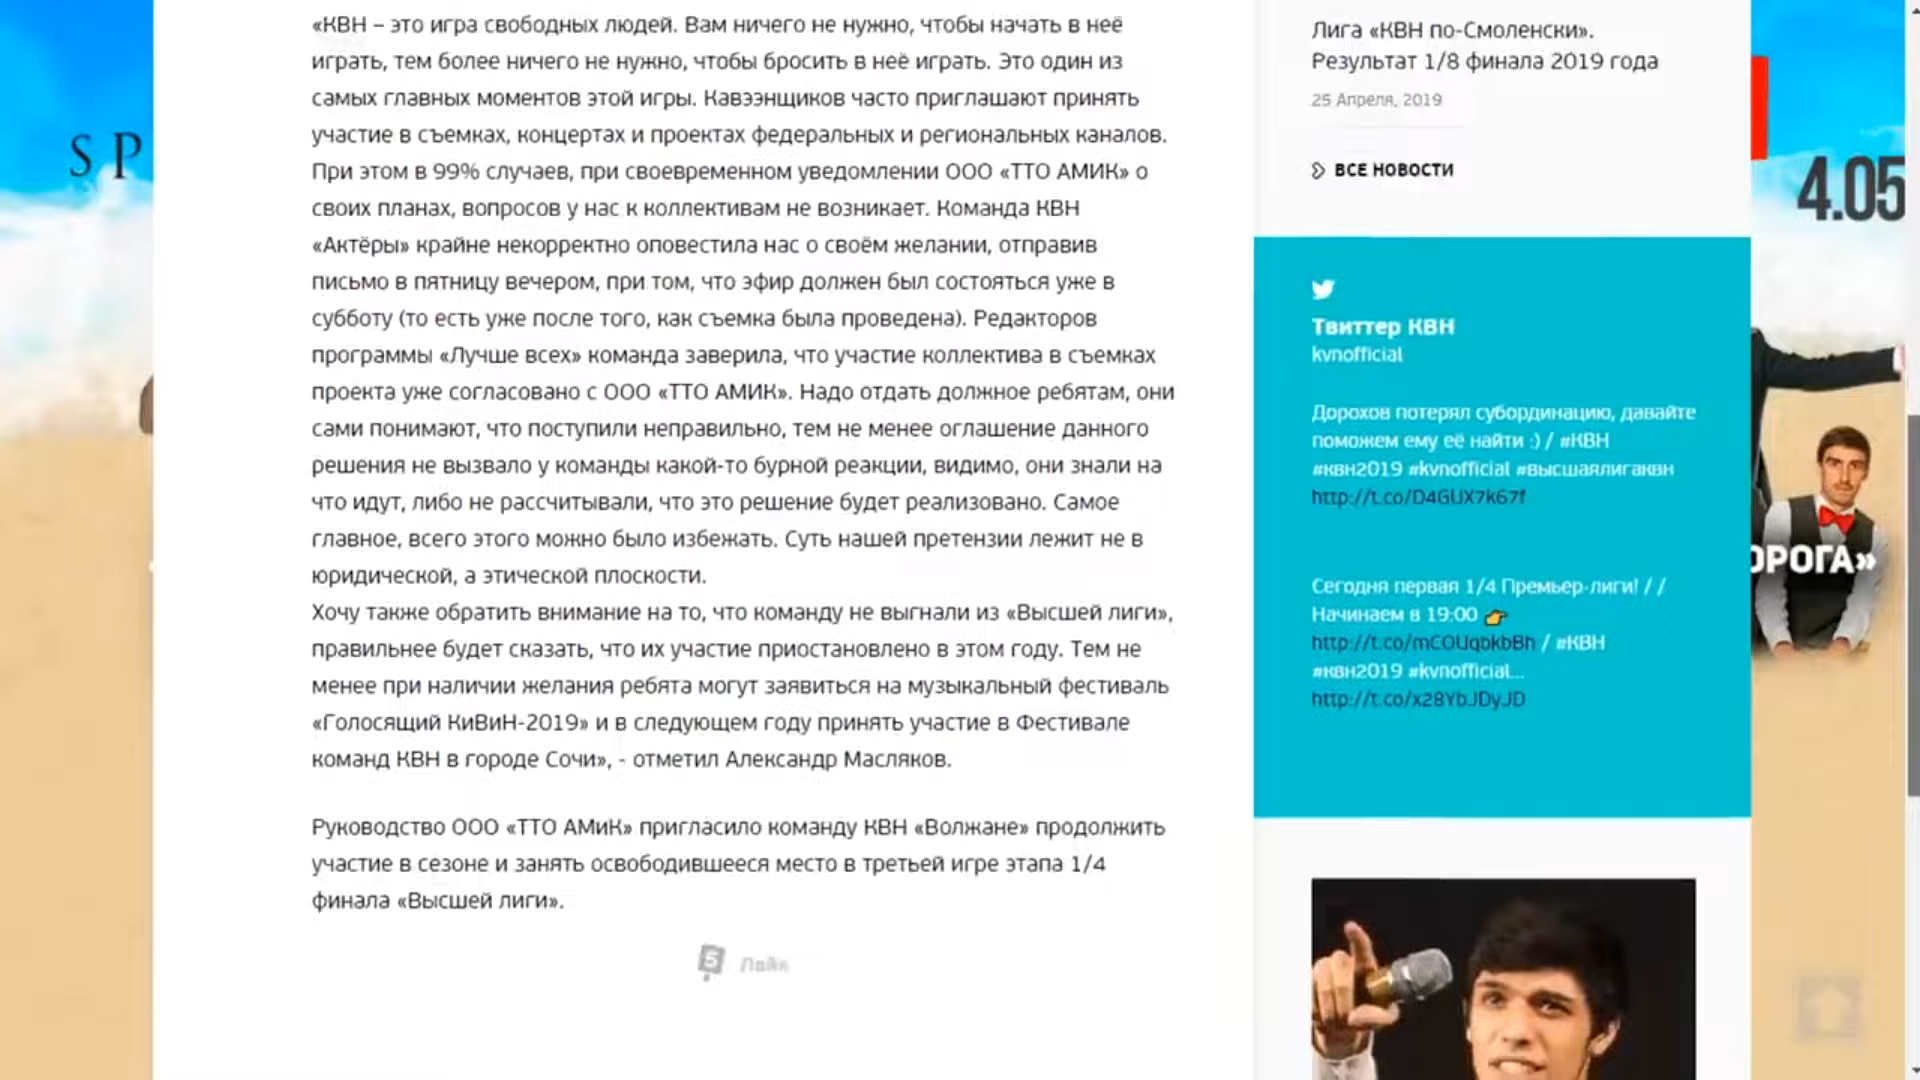 «КВН – это игра свободных людей. Вам ничего не нужно, чтобы начать в неё
играть, тем более ничего не нужно, чтобы бросить в неё играть. Это один из
самых главных моментов этой игры. Кавээнщиков часто приглашают принять
участие в съемках, концертах и проектах федеральных и региональных каналов.
При этом в 99% случаев, при своевременном уведомлении ООО «ТТО АМИК» о
своих планах, вопросов у нас к коллективам не возникает. Команда КВН
«Актёры» крайне некорректно оповестила нас о своём желании, отправив
письмо в пятницу вечером, при том, что эфир должен был состояться уже в
субботу (то есть уже после того, как съемка была проведена). Редакторов
программы «Лучше всех» команда заверила, что участие коллектива в съемках
проекта уже согласовано с ООО «ТТО АМИК». Надо отдать должное ребятам, они
сами понимают, что поступили неправильно, тем не менее оглашение данного
решения не вызвало у команды какой-то бурной реакции, видимо, они знали на
что идут, либо не рассчитывали, что это решение будет реализовано. Самое
главное, всего этого можно было избежать. Суть нашей претензии лежит не в
юридической, а этической плоскости.
Хочу также обратить внимание на то, что команду не выгнали из «Высшей лиги»,
правильнее будет сказать, что их участие приостановлено в этом году. Тем не
менее при наличии желания ребята могут заявиться на музыкальный фестиваль
«Голосящий КиВиН-2019» и в следующем году принять участие в Фестивале
команд КВН в городе Сочи», - отметил Александр Масляков.
Руководство ООО «ТТО АМиК» пригласило команду КВН «Волжане» продолжить
участие в сезоне и занять освободившееся место в третьей игре этапа 1/4
финала «Высшей лиги».
5 Лайк
Лига «КВН по-Смоленски».
Результат 1/8 финала 2019 года
25 Апреля, 2019
ВСЕ НОВОСТИ
Твиттер КВН
kvnofficial
Дорохов потерял субординацию, давайте
поможем ему её найти :) / #КВН
#квн2019 #kvnofficial #высшаялигаквн
http://t.co/D4GUX7k67f
Сегодня первая 1/4 Премьер-лиги! / /
Начинаем в 19:00 👉
http://t.co/mCOUqbkbBh / #КВН
#квн2019 #kvnofficial...
http://t.co/x28YbJDyJD
SP
4.05
ОРОГА»